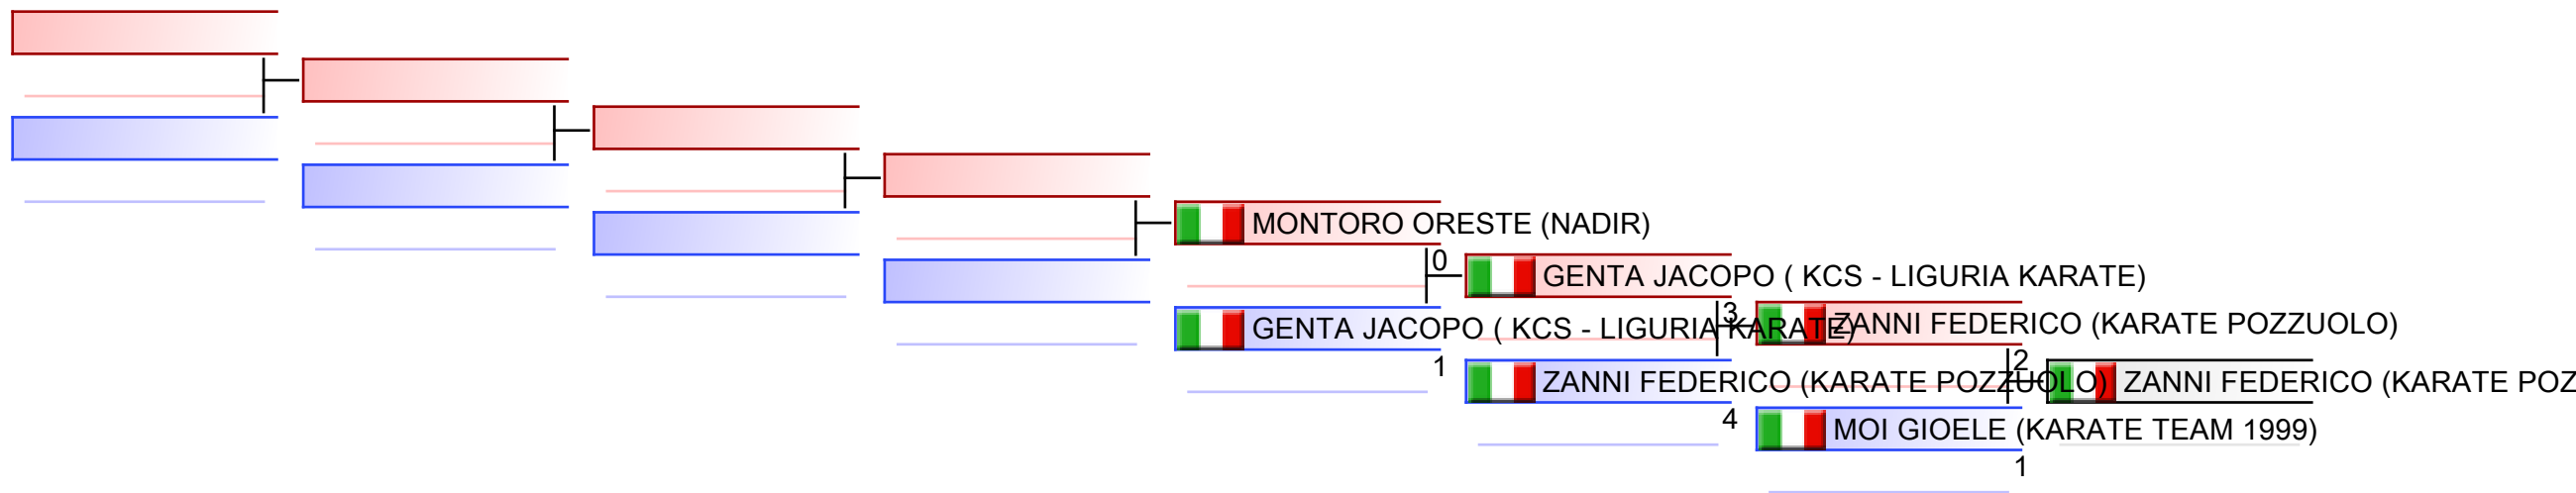 MONTORO ORESTE (NADIR)
0
GENTA JACOPO ( KCS - LIGURIA KARATE)
GENTA JACOPO ( KCS - LIGURIA KARATE)
3
ZANNI FEDERICO (KARATE POZZUOLO)
1
ZANNI FEDERICO (KARATE POZZUOLO)
2
ZANNI FEDERICO (KARATE POZ
4
MOI GIOELE (KARATE TEAM 1999)
1